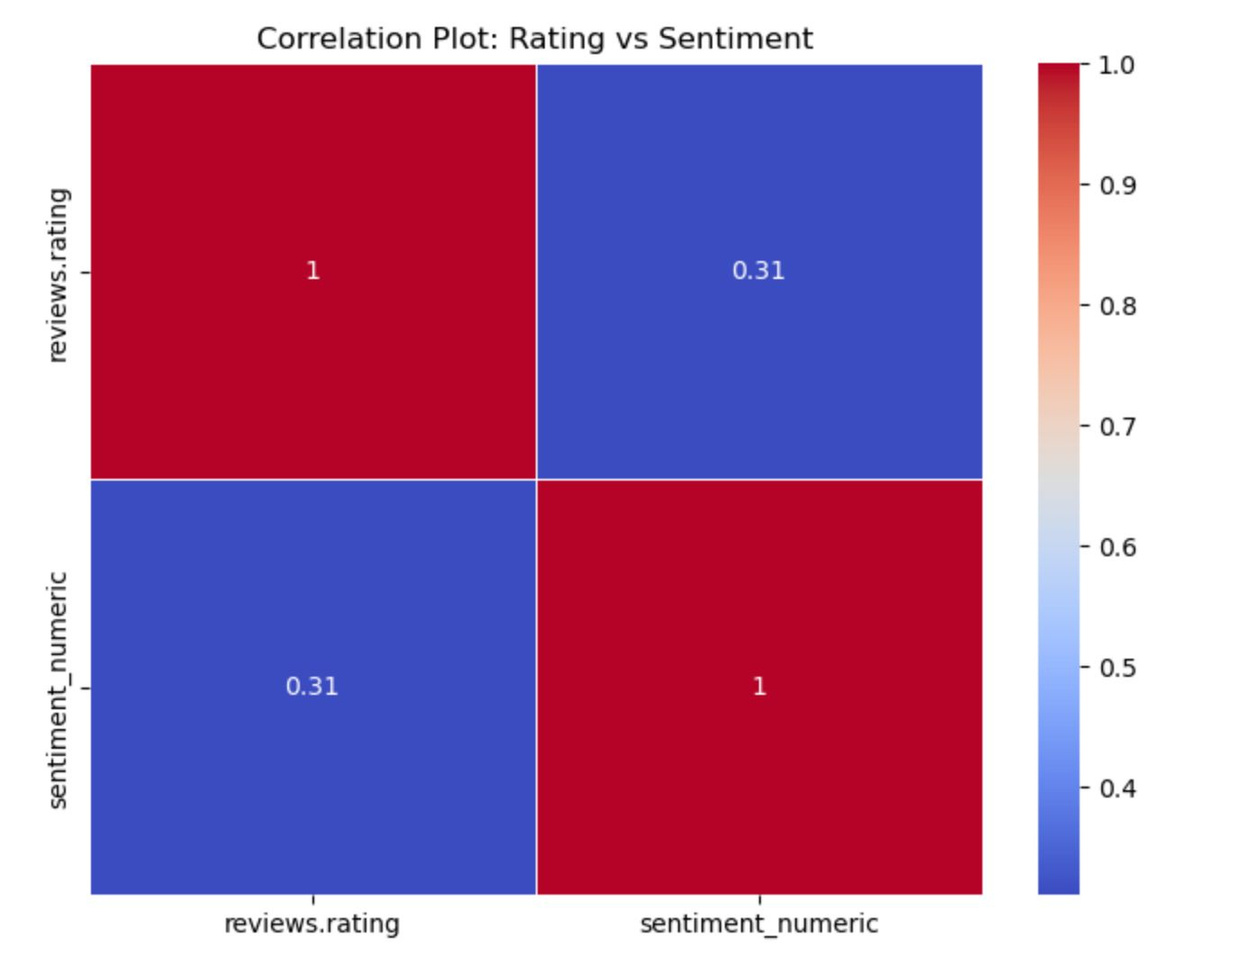 Correlation Plot: Rating vs Sentiment
reviews.rating
sentiment_numeric
1
0.31
0.31
1
reviews.rating
sentiment_numeric
1.0
0.9
0.8
0.7
0.6
0.5
0.4